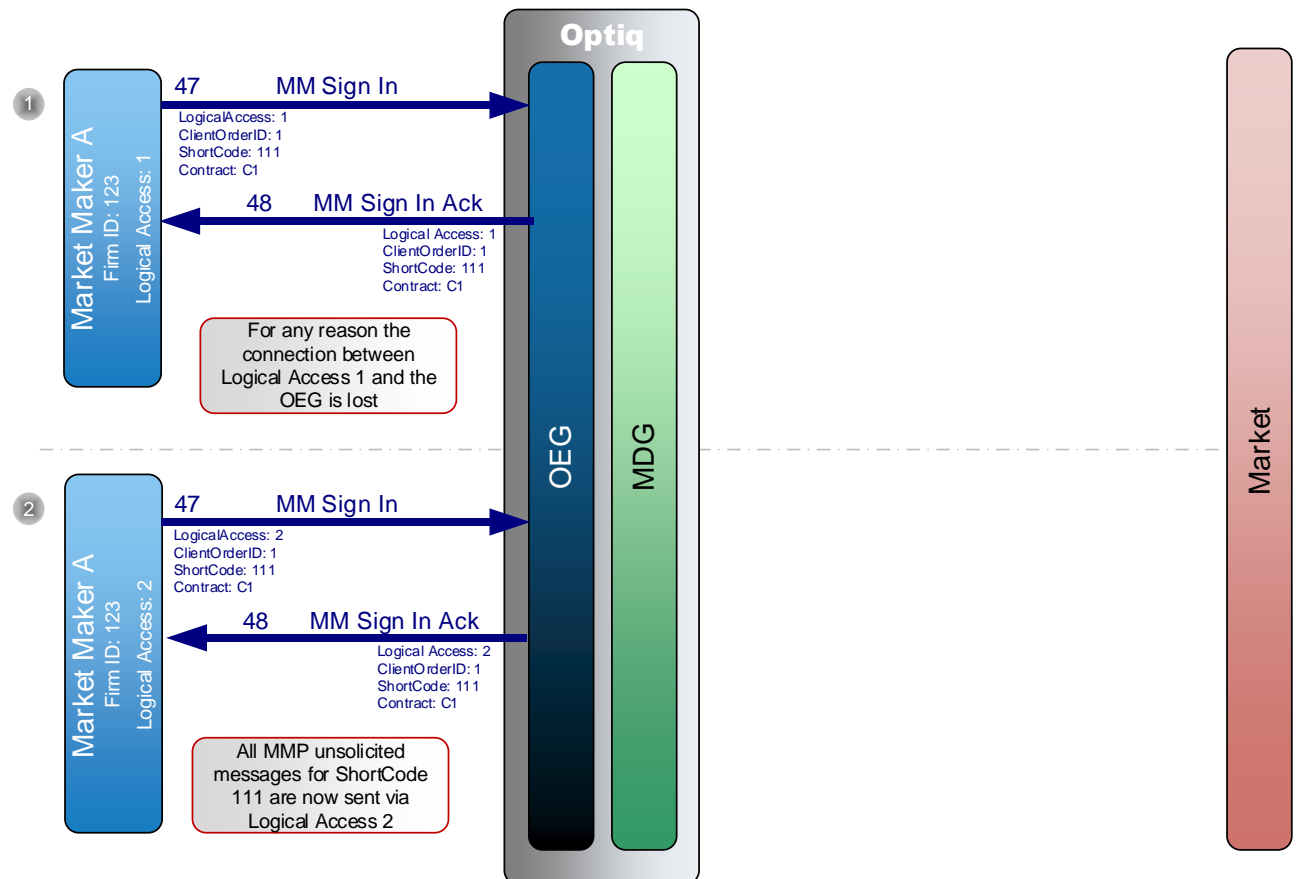 Optiq
1
Market Maker A
Firm ID: 123
Logical Access: 1
47 MM Sign In
LogicalAccess: 1
ClientOrderID: 1
ShortCode: 111
Contract: C1
48 MM Sign In Ack
Logical Access: 1
ClientOrderID: 1
ShortCode: 111
Contract: C1
For any reason the
connection between
Logical Access 1 and the
OEG is lost
OEG
MDG
Market
2
Market Maker A
Firm ID: 123
Logical Access: 2
47 MM Sign In
LogicalAccess: 2
ClientOrderID: 1
ShortCode: 111
Contract: C1
48 MM Sign In Ack
Logical Access: 2
ClientOrderID: 1
ShortCode: 111
Contract: C1
All MMP unsolicited
messages for ShortCode
111 are now sent via
Logical Access 2